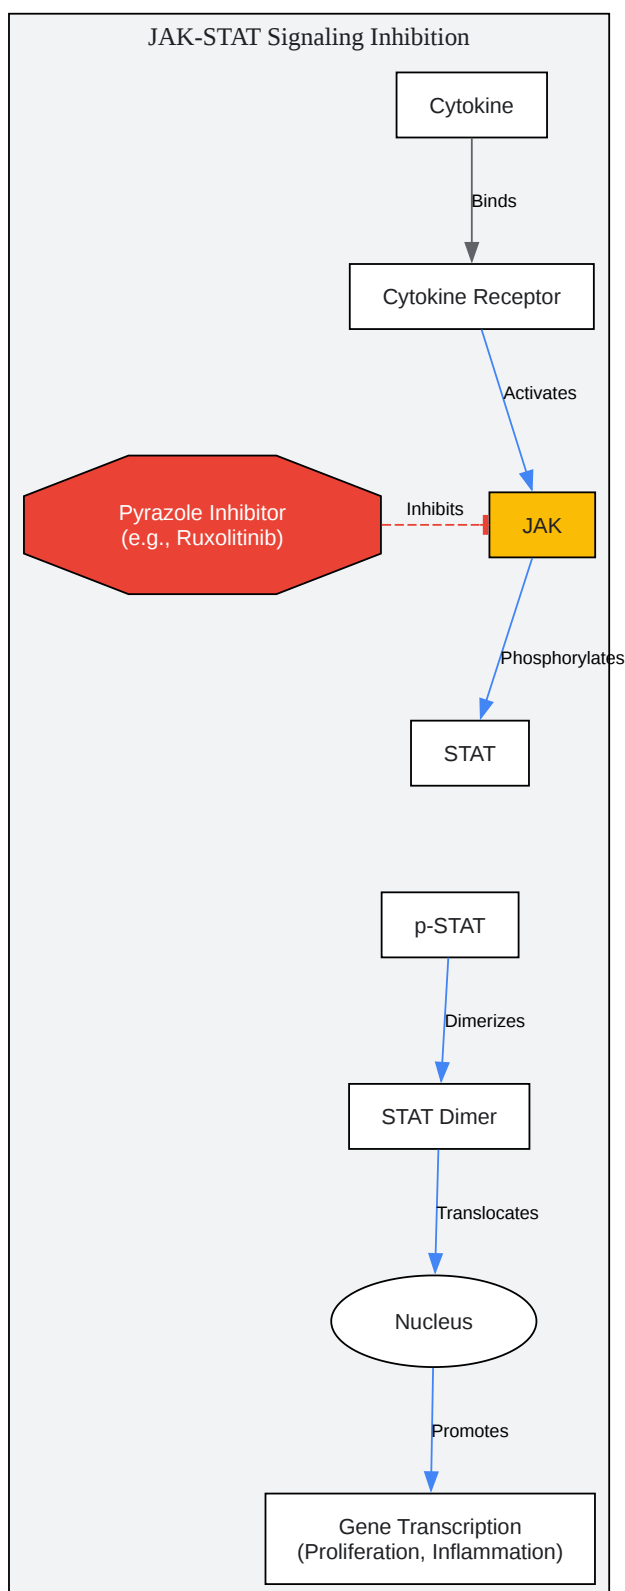 JAK-STAT Signaling Inhibition
Cytokine
Binds
Cytokine Receptor
Activates
Pyrazole Inhibitor
(e.g., Ruxolitinib)
Inhibits
JAK
Phosphorylates
STAT
p-STAT
Dimerizes
STAT Dimer
Translocates
Nucleus
Promotes
Gene Transcription
(Proliferation, Inflammation)